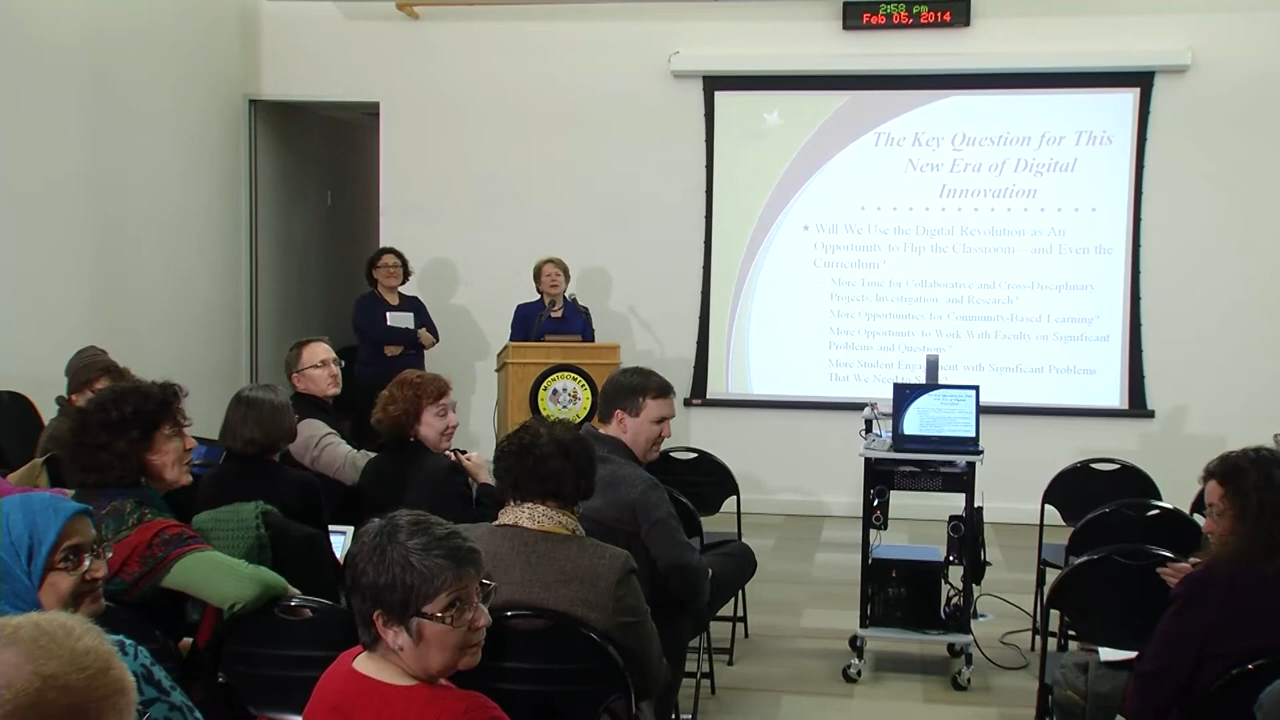 2:58 pm
Feb 05, 2014
The Key Question for This
New Era of Digital
Innovation
Will We Use the Digital Revolution as An
Opportunity to Flip the Classroom—and Even the
Curriculum?
More Time for Collaborative and Cross-Disciplinary
Projects, Investigation, and Research?
More Opportunities for Community-Based Learning?
More Opportunity to Work With Faculty on Significant
Problems and Questions?
More Student Engagement with Significant Problems
That We Need to
MONTGOMERY